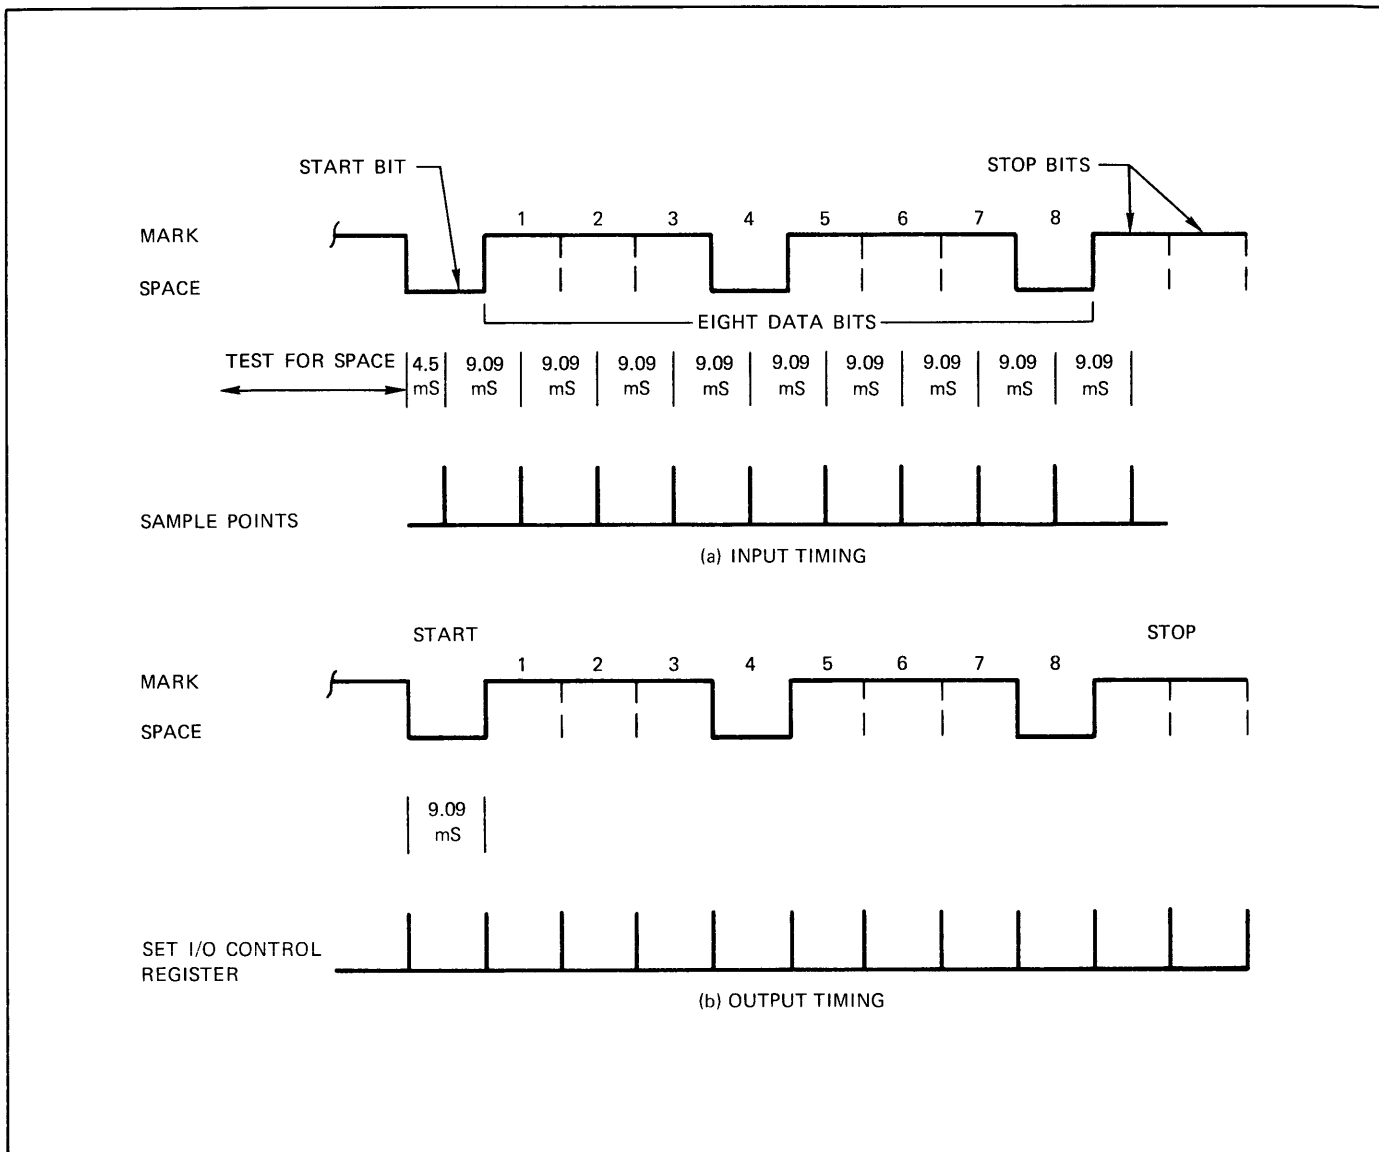 START BIT
STOP BITS
1 2 3 4 5 6 7 8
MARK
SPACE
EIGHT DATA BITS
TEST FOR SPACE
4.5 9.09 9.09 9.09 9.09 9.09 9.09 9.09 9.09 9.09
mS mS mS mS mS mS mS mS mS mS
SAMPLE POINTS
(a) INPUT TIMING
START
STOP
1 2 3 4 5 6 7 8
MARK
SPACE
9.09
mS
SET I/O CONTROL
REGISTER
(b) OUTPUT TIMING